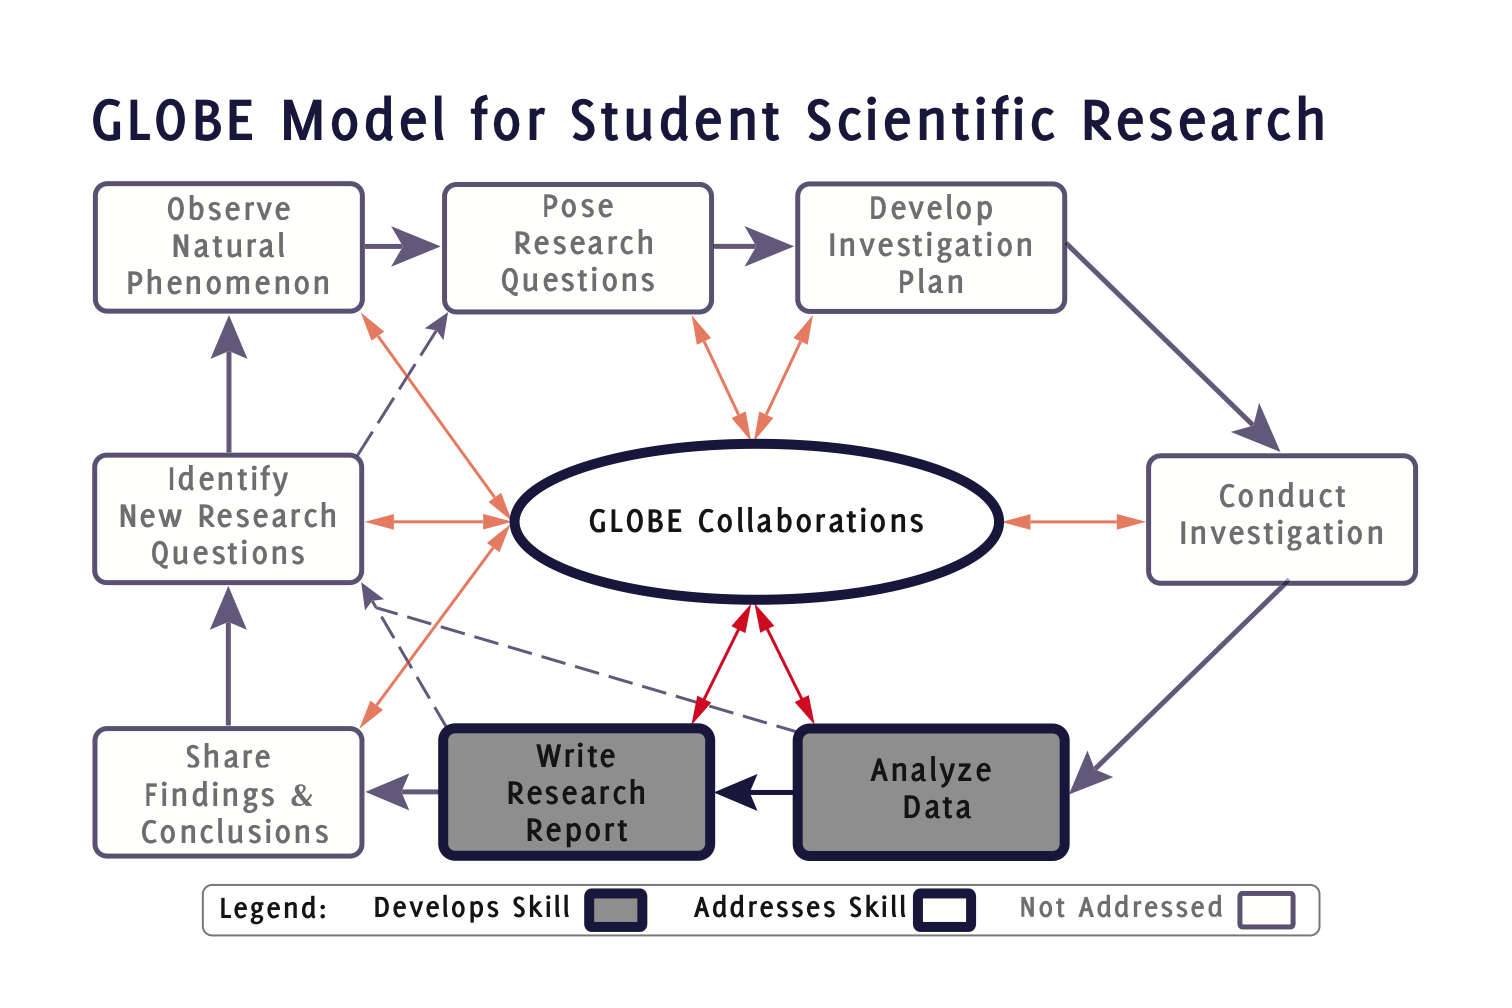 GLOBE Model for Student Scientific Research
Observe
Natural
Phenomenon
Pose
Research
Questions
Develop
Investigation
Plan
Identify
New Research
Questions
GLOBE Collaborations
Conduct
Investigation
Share
Findings &
Conclusions
Write
Research
Report
Analyze
Data
Legend: Develops Skill Addresses Skill Not Addressed